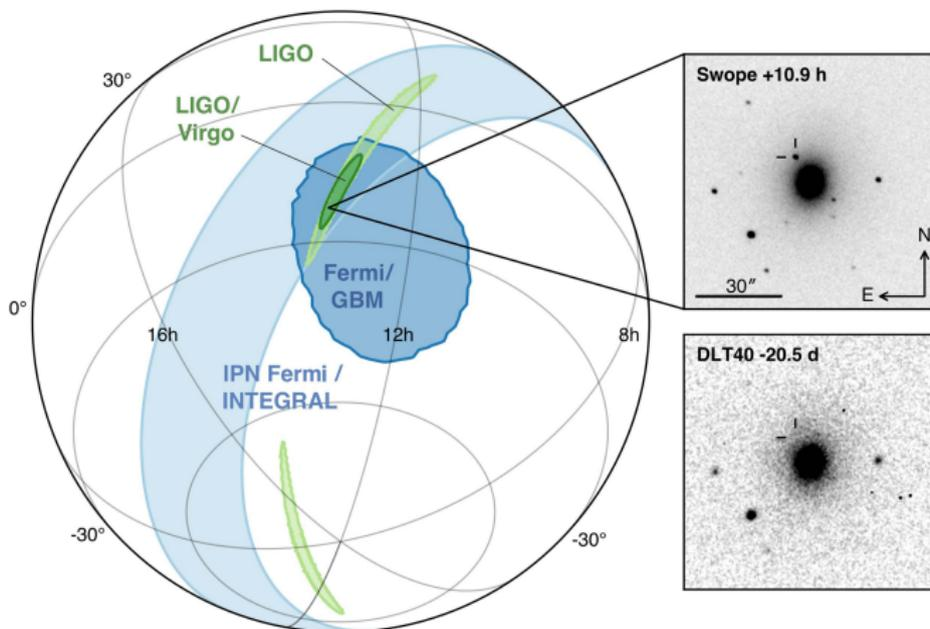 LIGO
30°
LIGO/
Virgo
Fermi/
GBM
0°
16h
12h
8h
IPN Fermi /
INTEGRAL
-30°
-30°
Swope +10.9 h
N
30″
E
DLT40 -20.5 d